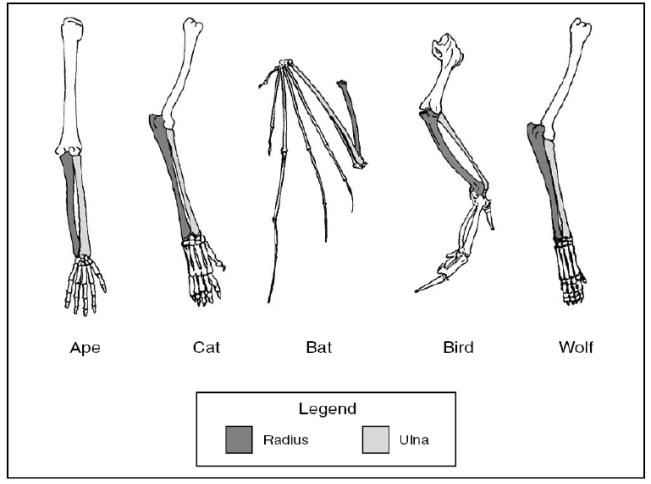 Ape Cat Bat Bird Wolf
Legend
Radius Ulna